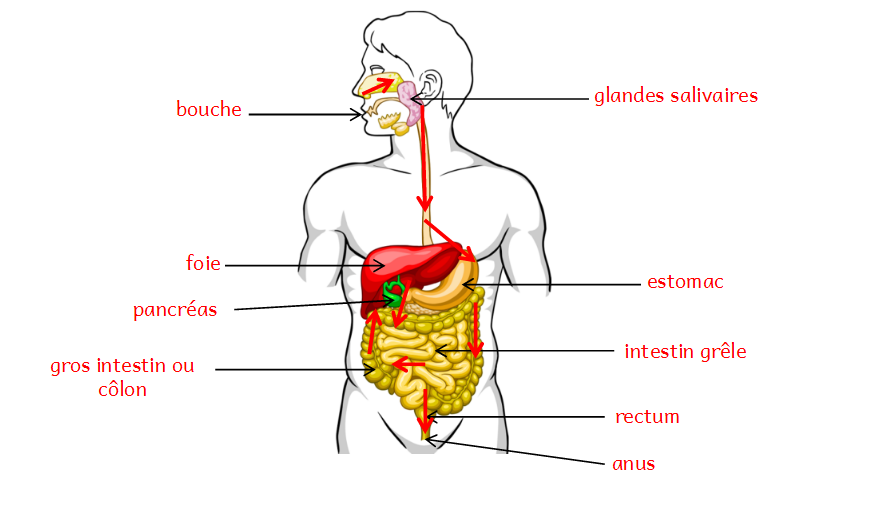 glandes salivaires
bouche
foie
estomac
pancréas
intestin grêle
gros intestin ou
côlon
rectum
anus